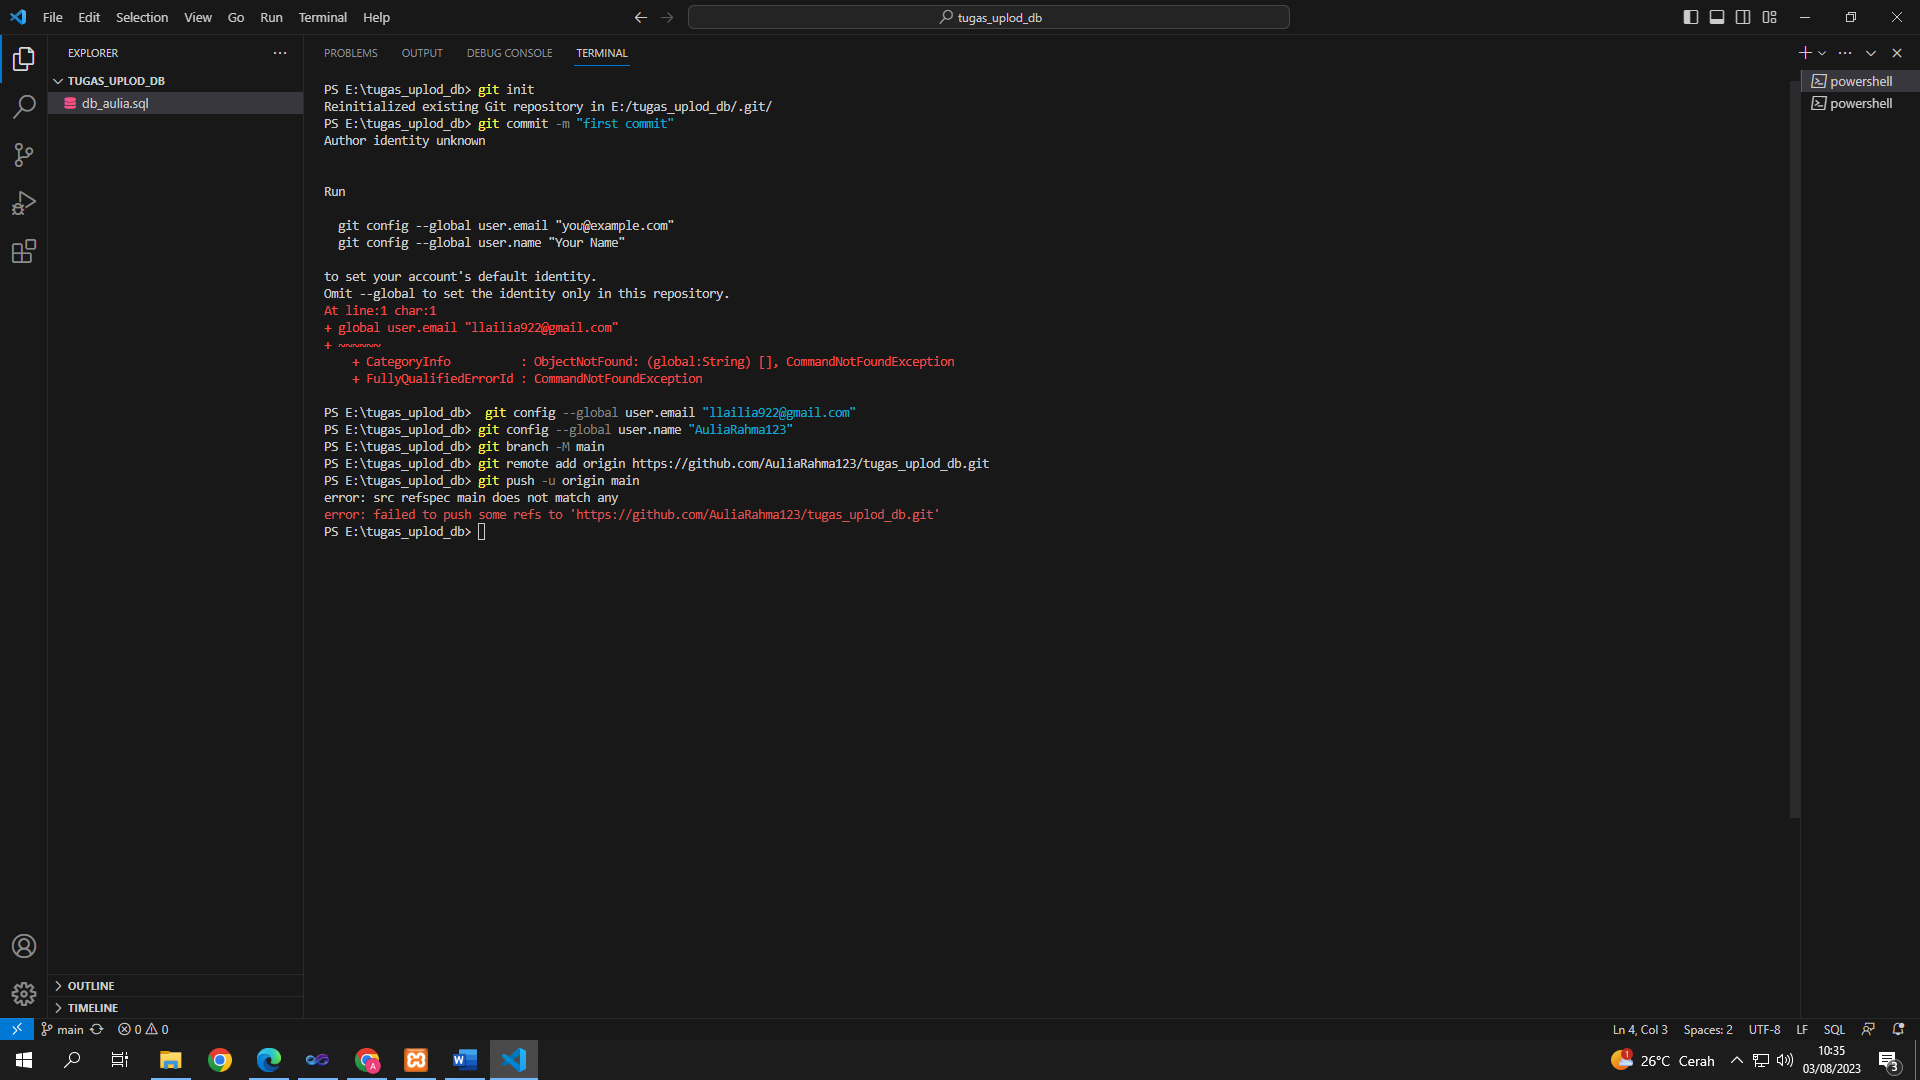 File Edit Selection View Go Run Terminal Help
tugas_uplod_db
EXPLORER
TUGAS_UPLOD_DB
db_aulia.sql
PROBLEMS OUTPUT DEBUG CONSOLE TERMINAL
powershell
powershell
PS E:\tugas_uplod_db> git init
Reinitialized existing Git repository in E:/tugas_uplod_db/.git/
PS E:\tugas_uplod_db> git commit -m "first commit"
Author identity unknown
Run
git config --global user.email "you@example.com"
git config --global user.name "Your Name"
to set your account's default identity.
Omit --global to set the identity only in this repository.
At line:1 char:1
+ global user.email "llailia922@gmail.com"
+ ~~~~~~
+ CategoryInfo : ObjectNotFound: (global:String) [], CommandNotFoundException
+ FullyQualifiedErrorId : CommandNotFoundException
PS E:\tugas_uplod_db>  git config --global user.email "llailia922@gmail.com"
PS E:\tugas_uplod_db> git config --global user.name "AuliaRahma123"
PS E:\tugas_uplod_db> git branch -M main
PS E:\tugas_uplod_db> git remote add origin https://github.com/AuliaRahma123/tugas_uplod_db.git
PS E:\tugas_uplod_db> git push -u origin main
error: src refspec main does not match any
error: failed to push some refs to 'https://github.com/AuliaRahma123/tugas_uplod_db.git'
PS E:\tugas_uplod_db>
OUTLINE
TIMELINE
main 0 0
Ln 4, Col 3 Spaces: 2 UTF-8 LF SQL
1 26°C Cerah
10:35
03/08/2023
3